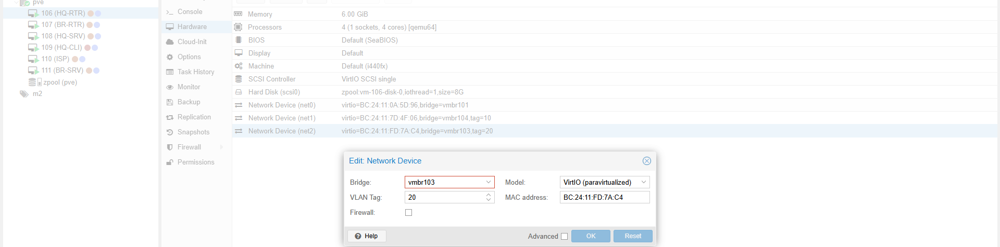 pve
106 (HQ-RTR)
107 (BR-RTR)
108 (HQ-SRV)
109 (HQ-CLI)
110 (ISP)
111 (BR-SRV)
zpool (pve)
m2
Console
Hardware
Cloud-Init
Options
Task History
Monitor
Backup
Replication
Snapshots
Firewall
Permissions
Memory 6.00 GiB
Processors 4 (1 sockets, 4 cores) [qemu64]
BIOS Default (SeaBIOS)
Display Default
Machine Default (i440fx)
SCSI Controller VirtIO SCSI single
Hard Disk (scsi0) zpool:vm-106-disk-0,iothread=1,size=8G
Network Device (net0) virtio=BC:24:11:0A:5D:96,bridge=vmbr101
Network Device (net1) virtio=BC:24:11:7D:4F:06,bridge=vmbr104,tag=10
Network Device (net2) virtio=BC:24:11:FD:7A:C4,bridge=vmbr103,tag=20
Edit: Network Device
Bridge: vmbr103 Model: VirtIO (paravirtualized)
VLAN Tag: 20 MAC address: BC:24:11:FD:7A:C4
Firewall:
Help Advanced OK Reset